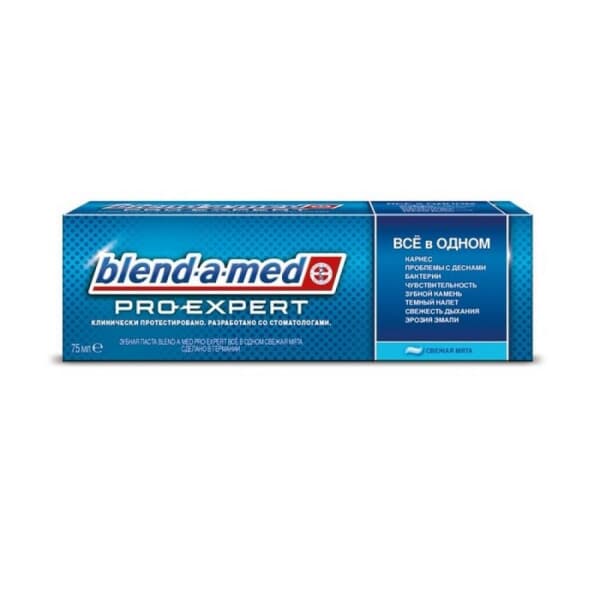 blend-a-med
PRO-EXPERT
КЛИНИЧЕСКИ ПРОТЕСТИРОВАНО. РАЗРАБОТАНО СО СТОМАТОЛОГАМИ.
75 мл e
ЗУБНАЯ ПАСТА BLEND A MED PRO-EXPERT ВСЁ В ОДНОМ СВЕЖАЯ МЯТА
СДЕЛАНО В ГЕРМАНИИ
ВСЁ в ОДНОМ
КАРИЕС
ПРОБЛЕМЫ С ДЕСНАМИ
БАКТЕРИИ
ЧУВСТВИТЕЛЬНОСТЬ
ЗУБНОЙ КАМЕНЬ
ТЕМНЫЙ НАЛЕТ
СВЕЖЕСТЬ ДЫХАНИЯ
ЭРОЗИЯ ЭМАЛИ
СВЕЖАЯ МЯТА